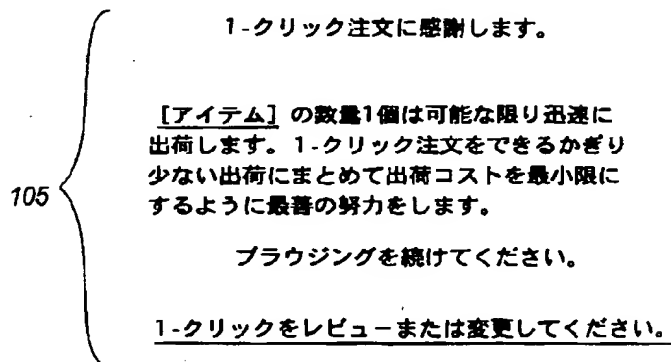 1-クリック注文に感謝します。
[アイテム] の数量1個は可能な限り迅速に
出荷します。1-クリック注文をできるかぎり
少ない出荷にまとめて出荷コストを最小限に
するように最善の努力をします。
105
ブラウジングを続けてください。
1-クリックをレビューまたは変更してください。